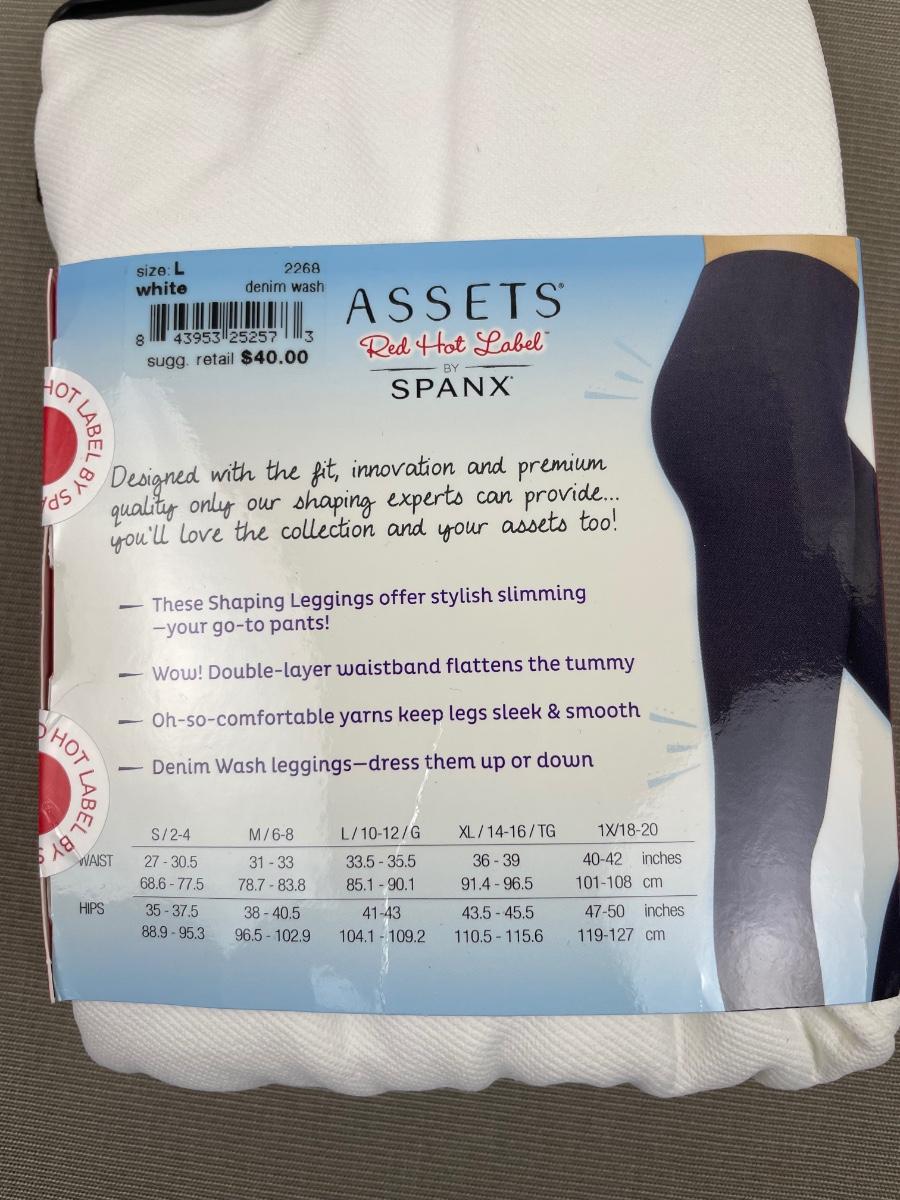 size: L 2268
white denim wash
8 43953 25257 3
sugg. retail $40.00
ASSETS®
Red Hot Label™
BY
SPANX®
HOT LABEL BY SPA
Designed with the fit, innovation and premium
quality only our shaping experts can provide...
you'll love the collection and your assets too!
— These Shaping Leggings offer stylish slimming
—your go-to pants!
— Wow! Double-layer waistband flattens the tummy
— Oh-so-comfortable yarns keep legs sleek & smooth
— Denim Wash leggings—dress them up or down
D HOT LABEL BY S
S / 2-4 M / 6-8 L / 10-12 / G XL / 14-16 / TG 1X/18-20
WAIST 27 - 30.5 31 - 33 33.5 - 35.5 36 - 39 40-42 inches
68.6 - 77.5 78.7 - 83.8 85.1 - 90.1 91.4 - 96.5 101-108 cm
HIPS 35 - 37.5 38 - 40.5 41-43 43.5 - 45.5 47-50 inches
88.9 - 95.3 96.5 - 102.9 104.1 - 109.2 110.5 - 115.6 119-127 cm